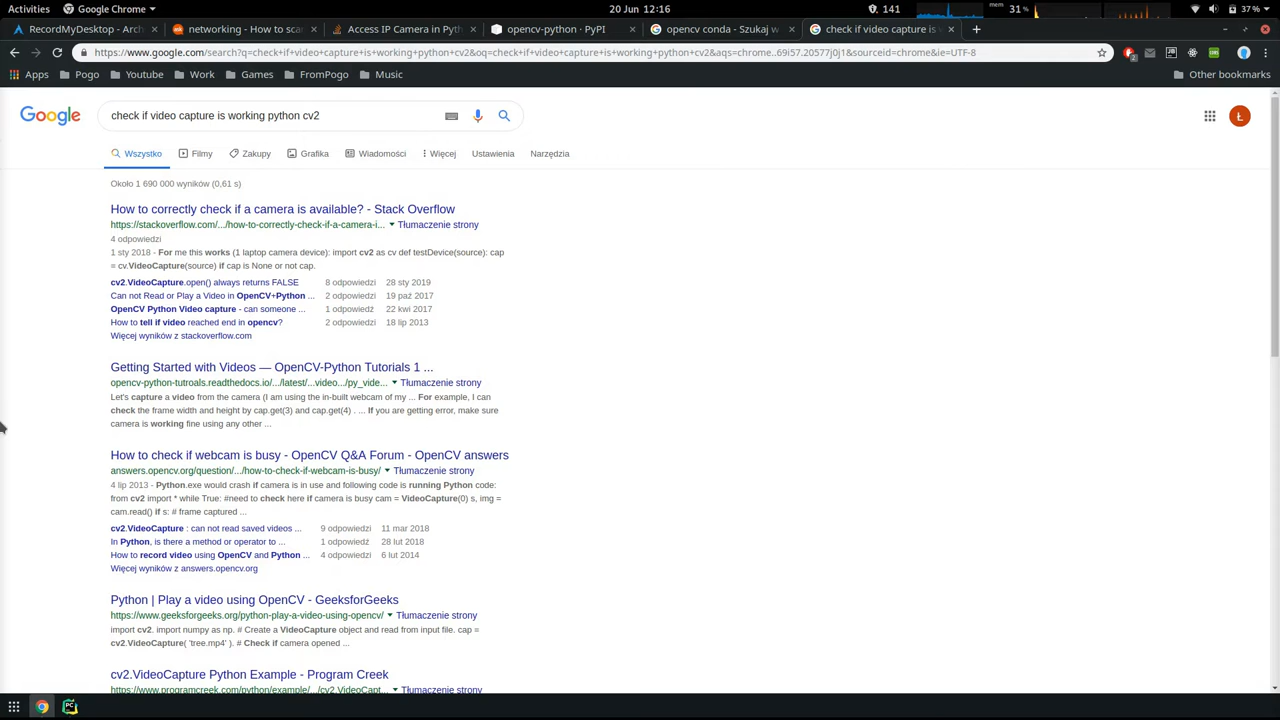 Activities
Google Chrome
20 Jun 12:16
141
mem
31 %
37 %
RecordMyDesktop - Arch
networking - How to scan
Access IP Camera in Pyth
opencv-python · PyPI
opencv conda - Szukaj w
check if video capture is
https://www.google.com/search?q=check+if+video+capture+is+working+python+cv2&oq=check+if+video+capture+is+working+python+cv2&aqs=chrome..69i57.20577j0j1&sourceid=chrome&ie=UTF-8
Apps
Pogo
Youtube
Work
Games
FromPogo
Music
Other bookmarks
Google
check if video capture is working python cv2
Ł
Wszystko
Filmy
Zakupy
Grafika
Wiadomości
Więcej
Ustawienia
Narzędzia
Około 1 690 000 wyników (0,61 s)
How to correctly check if a camera is available? - Stack Overflow
https://stackoverflow.com/.../how-to-correctly-check-if-a-camera-i... Tłumaczenie strony
4 odpowiedzi
1 sty 2018 - For me this works (1 laptop camera device): import cv2 as cv def testDevice(source): cap
= cv.VideoCapture(source) if cap is None or not cap.
cv2.VideoCapture.open() always returns FALSE 8 odpowiedzi 28 sty 2019
Can not Read or Play a Video in OpenCV+Python ... 2 odpowiedzi 19 paź 2017
OpenCV Python Video capture - can someone ... 1 odpowiedź 22 kwi 2017
How to tell if video reached end in opencv? 2 odpowiedzi 18 lip 2013
Więcej wyników z stackoverflow.com
Getting Started with Videos — OpenCV-Python Tutorials 1 ...
opencv-python-tutroals.readthedocs.io/.../latest/...video.../py_vide... Tłumaczenie strony
Let's capture a video from the camera (I am using the in-built webcam of my ... For example, I can
check the frame width and height by cap.get(3) and cap.get(4) . ... If you are getting error, make sure
camera is working fine using any other ...
How to check if webcam is busy - OpenCV Q&A Forum - OpenCV answers
answers.opencv.org/question/.../how-to-check-if-webcam-is-busy/ Tłumaczenie strony
4 lip 2013 - Python.exe would crash if camera is in use and following code is running Python code:
from cv2 import * while True: #need to check here if camera is busy cam = VideoCapture(0) s, img =
cam.read() if s: # frame captured ...
cv2.VideoCapture : can not read saved videos ... 9 odpowiedzi 11 mar 2018
In Python, is there a method or operator to ... 1 odpowiedź 28 lut 2018
How to record video using OpenCV and Python ... 4 odpowiedzi 6 lut 2014
Więcej wyników z answers.opencv.org
Python | Play a video using OpenCV - GeeksforGeeks
https://www.geeksforgeeks.org/python-play-a-video-using-opencv/ Tłumaczenie strony
import cv2. import numpy as np. # Create a VideoCapture object and read from input file. cap =
cv2.VideoCapture( 'tree.mp4' ). # Check if camera opened ...
cv2.VideoCapture Python Example - Program Creek
https://www.programcreek.com/python/example/.../cv2.VideoCapt... Tłumaczenie strony